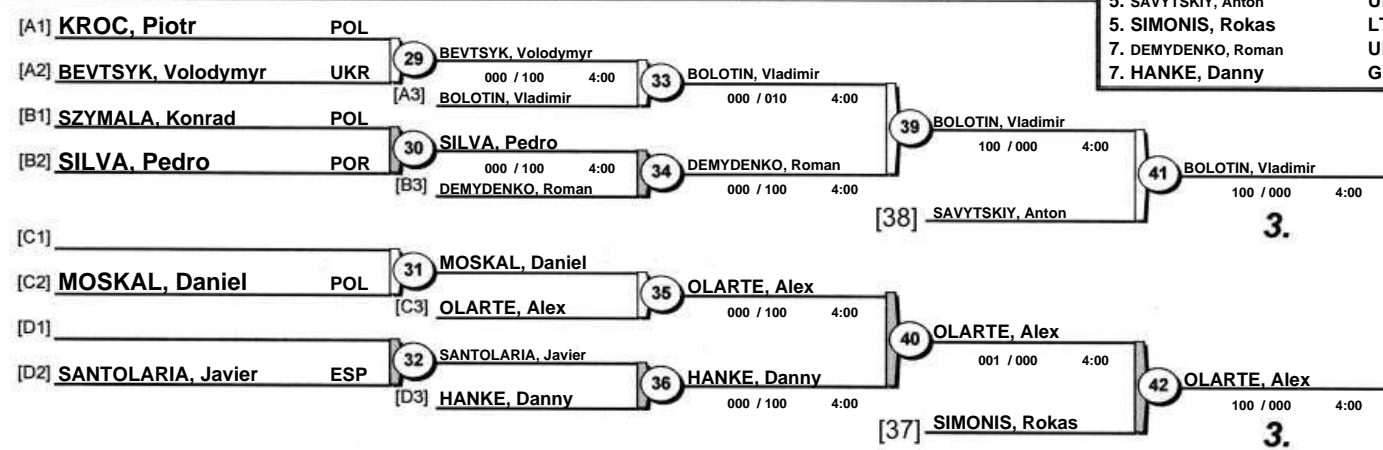 5. SAVYTSKIY, Anton U
5. SIMONIS, Rokas LT
7. DEMYDENKO, Roman U
7. HANKE, Danny G
[A1] KROC, Piotr POL
29 BEVTSYK, Volodymyr
[A2] BEVTSYK, Volodymyr UKR
000 / 100 4:00
33 BOLOTIN, Vladimir
[A3] BOLOTIN, Vladimir
000 / 010 4:00
[B1] SZYMALA, Konrad POL
39 BOLOTIN, Vladimir
30 SILVA, Pedro
100 / 000 4:00
[B2] SILVA, Pedro POR
000 / 100 4:00
34 DEMYDENKO, Roman
41 BOLOTIN, Vladimir
[B3] DEMYDENKO, Roman
000 / 100 4:00
100 / 000 4:00
[38] SAVYTSKIY, Anton
3.
[C1]
31 MOSKAL, Daniel
[C2] MOSKAL, Daniel POL
35 OLARTE, Alex
[C3] OLARTE, Alex
000 / 100 4:00
[D1]
40 OLARTE, Alex
32 SANTOLARIA, Javier
001 / 000 4:00
[D2] SANTOLARIA, Javier ESP
36 HANKE, Danny
42 OLARTE, Alex
[D3] HANKE, Danny
000 / 100 4:00
100 / 000 4:00
[37] SIMONIS, Rokas
3.